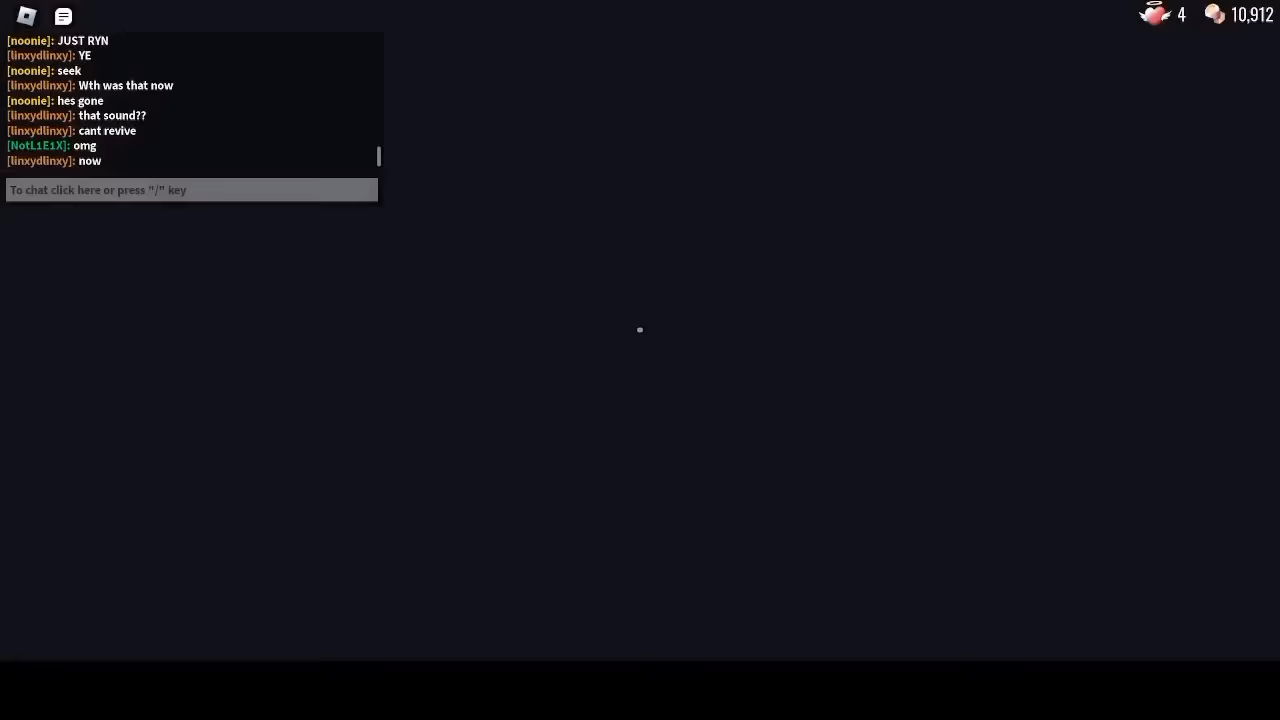 4
10,912
[noonie]: JUST RYN
[linxydlinxy]: YE
[noonie]: seek
[linxydlinxy]: Wth was that now
[noonie]: hes gone
[linxydlinxy]: that sound??
[linxydlinxy]: cant revive
[NotL1E1X]: omg
[linxydlinxy]: now
To chat click here or press "/" key